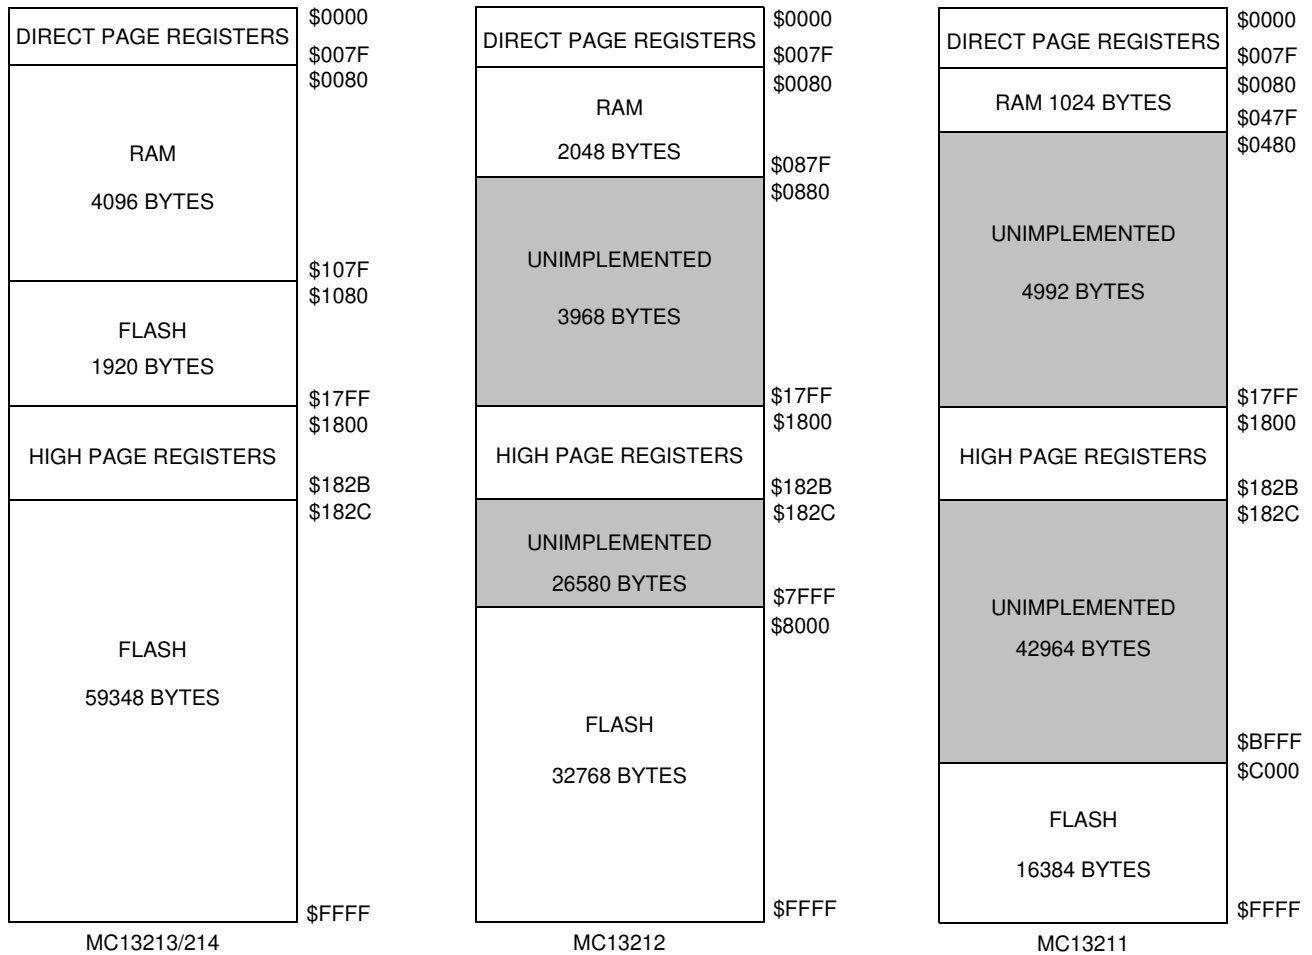 DIRECT PAGE REGISTERS
$0000
$007F
$0080
RAM
4096 BYTES
$107F
$1080
FLASH
1920 BYTES
$17FF
$1800
HIGH PAGE REGISTERS
$182B
$182C
FLASH
59348 BYTES
$FFFF
MC13213/214
DIRECT PAGE REGISTERS
$0000
$007F
$0080
RAM
2048 BYTES
$087F
$0880
UNIMPLEMENTED
3968 BYTES
$17FF
$1800
HIGH PAGE REGISTERS
$182B
$182C
UNIMPLEMENTED
26580 BYTES
$7FFF
$8000
FLASH
32768 BYTES
$FFFF
MC13212
DIRECT PAGE REGISTERS
$0000
$007F
$0080
RAM 1024 BYTES
$047F
$0480
UNIMPLEMENTED
4992 BYTES
$17FF
$1800
HIGH PAGE REGISTERS
$182B
$182C
UNIMPLEMENTED
42964 BYTES
$BFFF
$C000
FLASH
16384 BYTES
$FFFF
MC13211